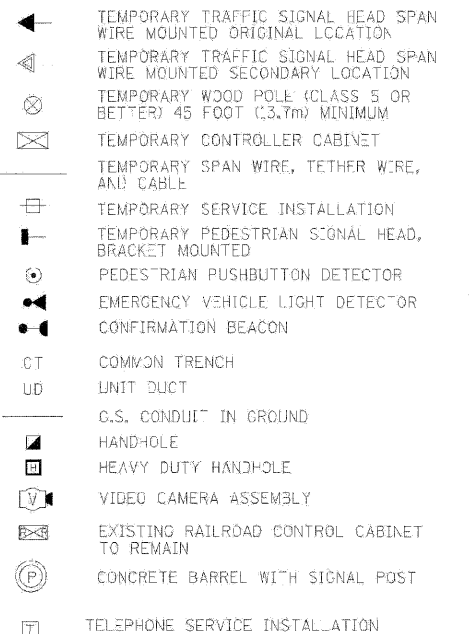 TEMPORARY TRAFFIC SIGNAL HEAD SPAN
WIRE MOUNTED ORIGINAL LOCATION
TEMPORARY TRAFFIC SIGNAL HEAD SPAN
WIRE MOUNTED SECONDARY LOCATION
TEMPORARY WOOD POLE (CLASS 5 OR
BETTER) 45 FOOT (13.7m) MINIMUM
TEMPORARY CONTROLLER CABINET
TEMPORARY SPAN WIRE, TETHER WIRE,
AND CABLE
TEMPORARY SERVICE INSTALLATION
TEMPORARY PEDESTRIAN SIGNAL HEAD,
BRACKET MOUNTED
PEDESTRIAN PUSHBUTTON DETECTOR
EMERGENCY VEHICLE LIGHT DETECTOR
CONFIRMATION BEACON
CT COMMON TRENCH
UD UNIT DUCT
G.S. CONDUIT IN GROUND
HANDHOLE
H HEAVY DUTY HANDHOLE
V VIDEO CAMERA ASSEMBLY
EXISTING RAILROAD CONTROL CABINET
TO REMAIN
P CONCRETE BARREL WITH SIGNAL POST
T TELEPHONE SERVICE INSTALLATION